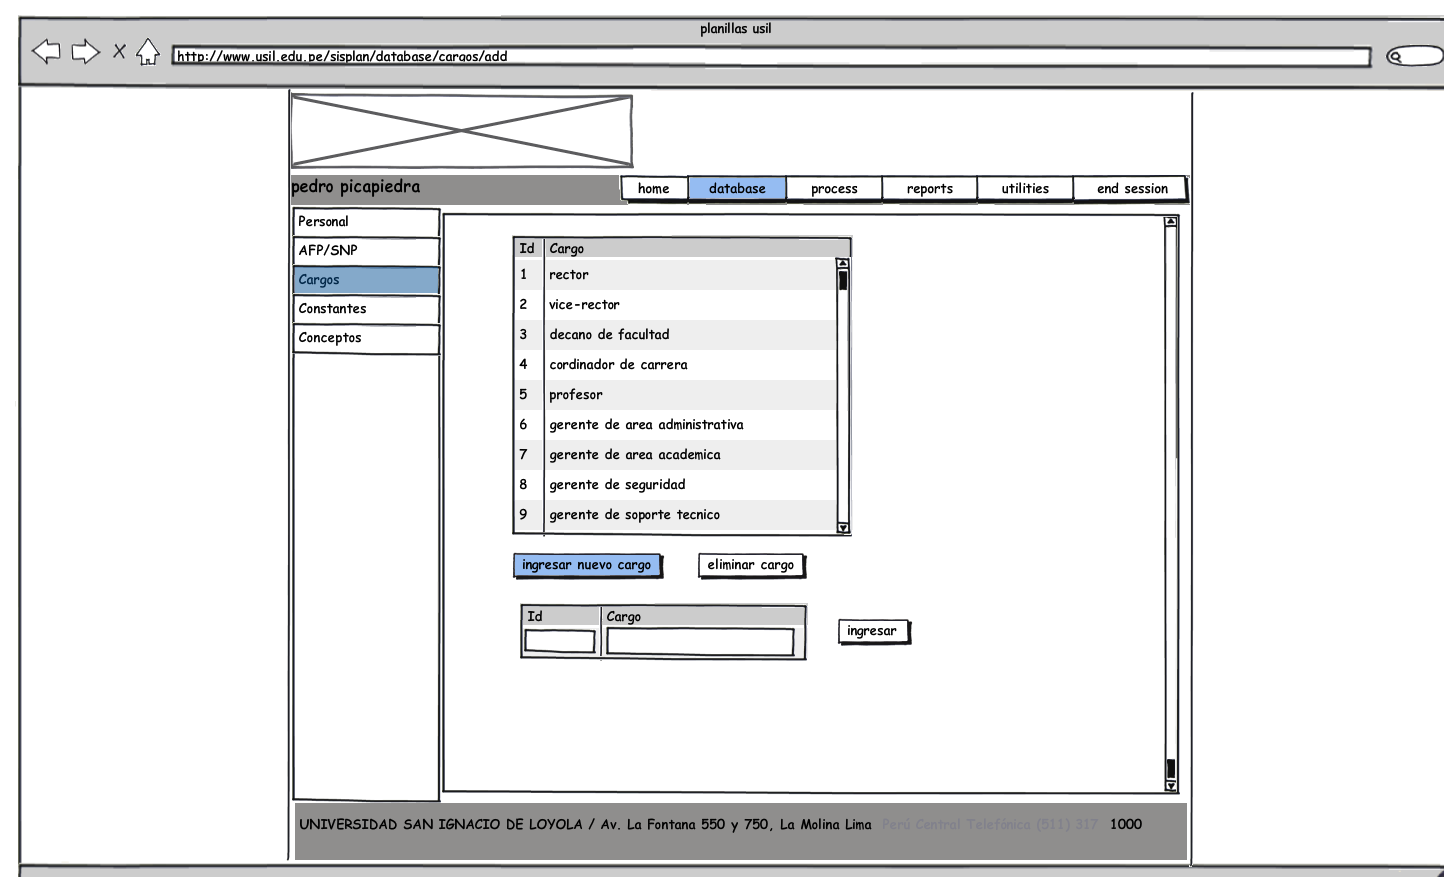 planillas usil
http://www.usil.edu.pe/sisplan/database/cargos/add
pedro picapiedra
home database process reports utilities end session
Personal
AFP/SNP
Cargos
Constantes
Conceptos
Id Cargo
1 rector
2 vice-rector
3 decano de facultad
4 cordinador de carrera
5 profesor
6 gerente de area administrativa
7 gerente de area academica
8 gerente de seguridad
9 gerente de soporte tecnico
ingresar nuevo cargo eliminar cargo
Id Cargo
ingresar
UNIVERSIDAD SAN IGNACIO DE LOYOLA / Av. La Fontana 550 y 750, La Molina Lima Perú Central Telefónica (511) 317 1000